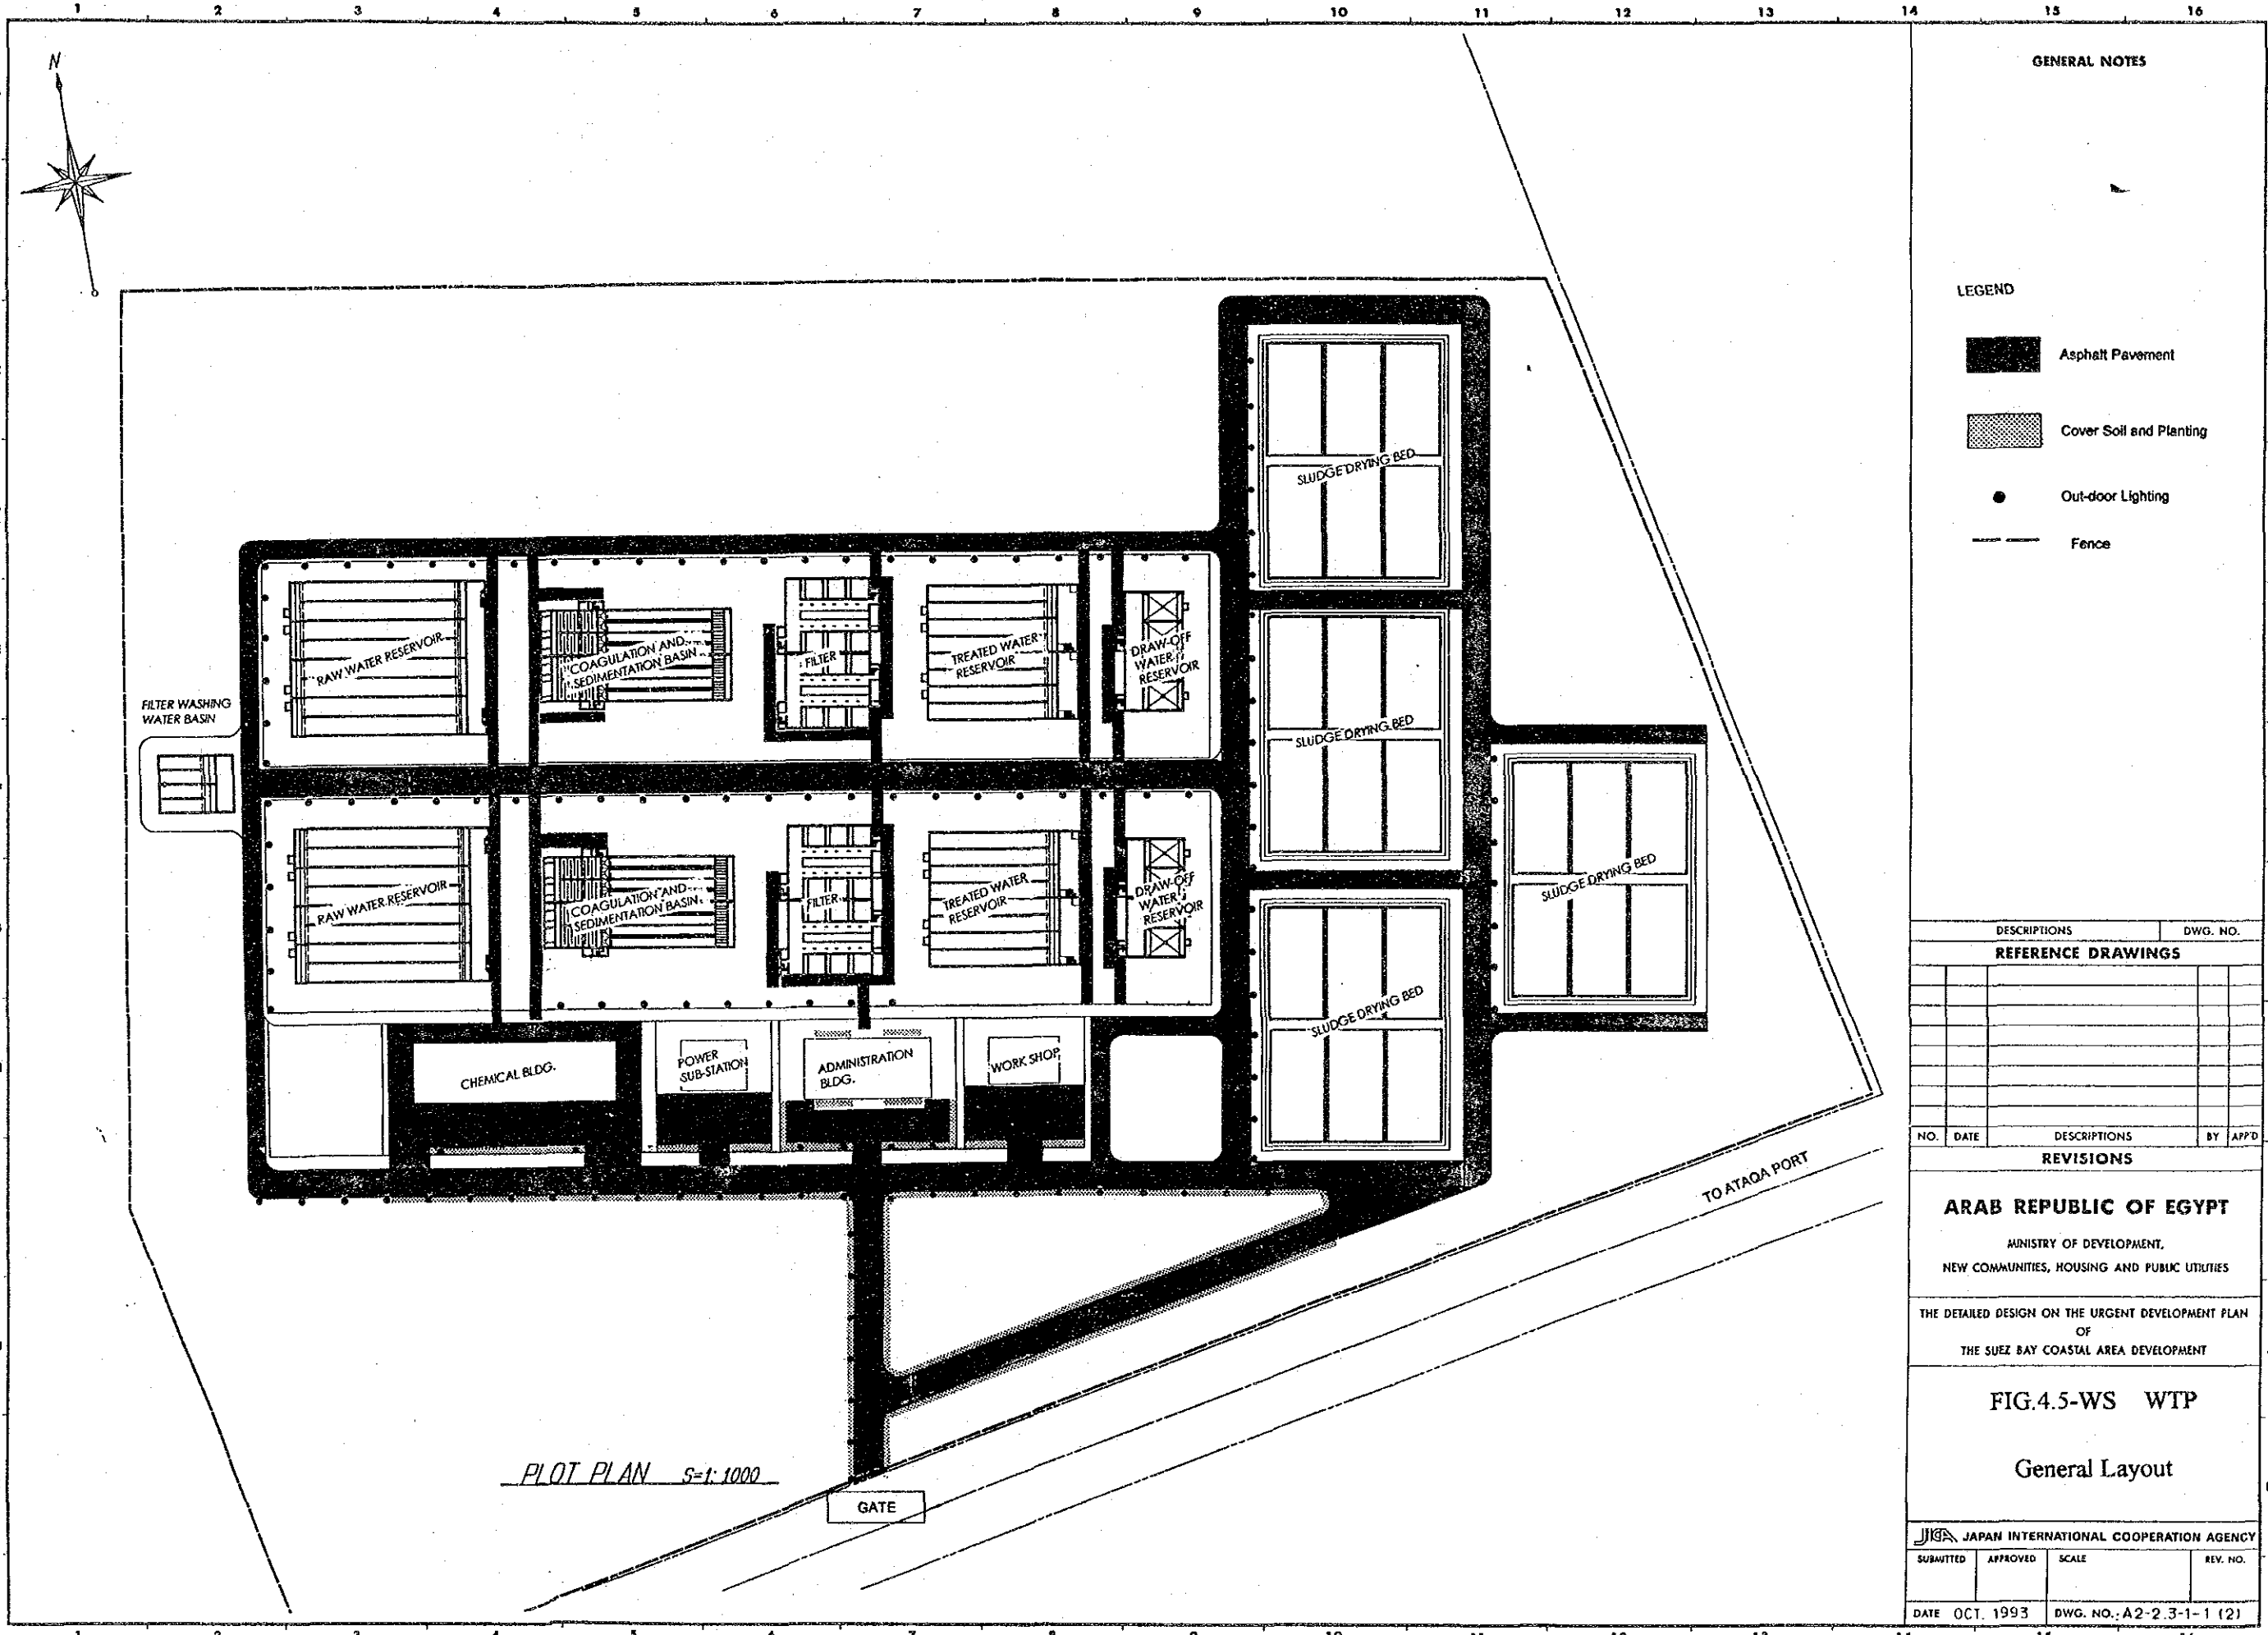 1 2 3 4 5 6 7 8 9 10 11 12 13 14 15 16
N
GENERAL NOTES
LEGEND
Asphalt Pavement
Cover Soil and Planting
Out-door Lighting
Fence
SLUDGE DRYING BED
RAW WATER RESERVOIR
COAGULATION AND
SEDIMENTATION BASIN
FILTER
TREATED WATER
RESERVOIR
DRAW-OFF
WATER
RESERVOIR
FILTER WASHING
WATER BASIN
SLUDGE DRYING BED
SLUDGE DRYING BED
RAW WATER RESERVOIR
COAGULATION AND
SEDIMENTATION BASIN
FILTER
TREATED WATER
RESERVOIR
DRAW-OFF
WATER
RESERVOIR
SLUDGE DRYING BED
CHEMICAL BLDG.
POWER
SUB-STATION
ADMINISTRATION
BLDG.
WORK SHOP
TO ATAQA PORT
PLOT PLAN S=1:1000
GATE
DESCRIPTIONS DWG. NO.
REFERENCE DRAWINGS
NO. DATE DESCRIPTIONS BY APP'D
REVISIONS
ARAB REPUBLIC OF EGYPT
MINISTRY OF DEVELOPMENT,
NEW COMMUNITIES, HOUSING AND PUBLIC UTILITIES
THE DETAILED DESIGN ON THE URGENT DEVELOPMENT PLAN
OF
THE SUEZ BAY COASTAL AREA DEVELOPMENT
FIG.4.5-WS WTP
General Layout
JICA JAPAN INTERNATIONAL COOPERATION AGENCY
SUBMITTED APPROVED SCALE REV. NO.
DATE OCT. 1993 DWG. NO.: A2-2.3-1-1 (2)